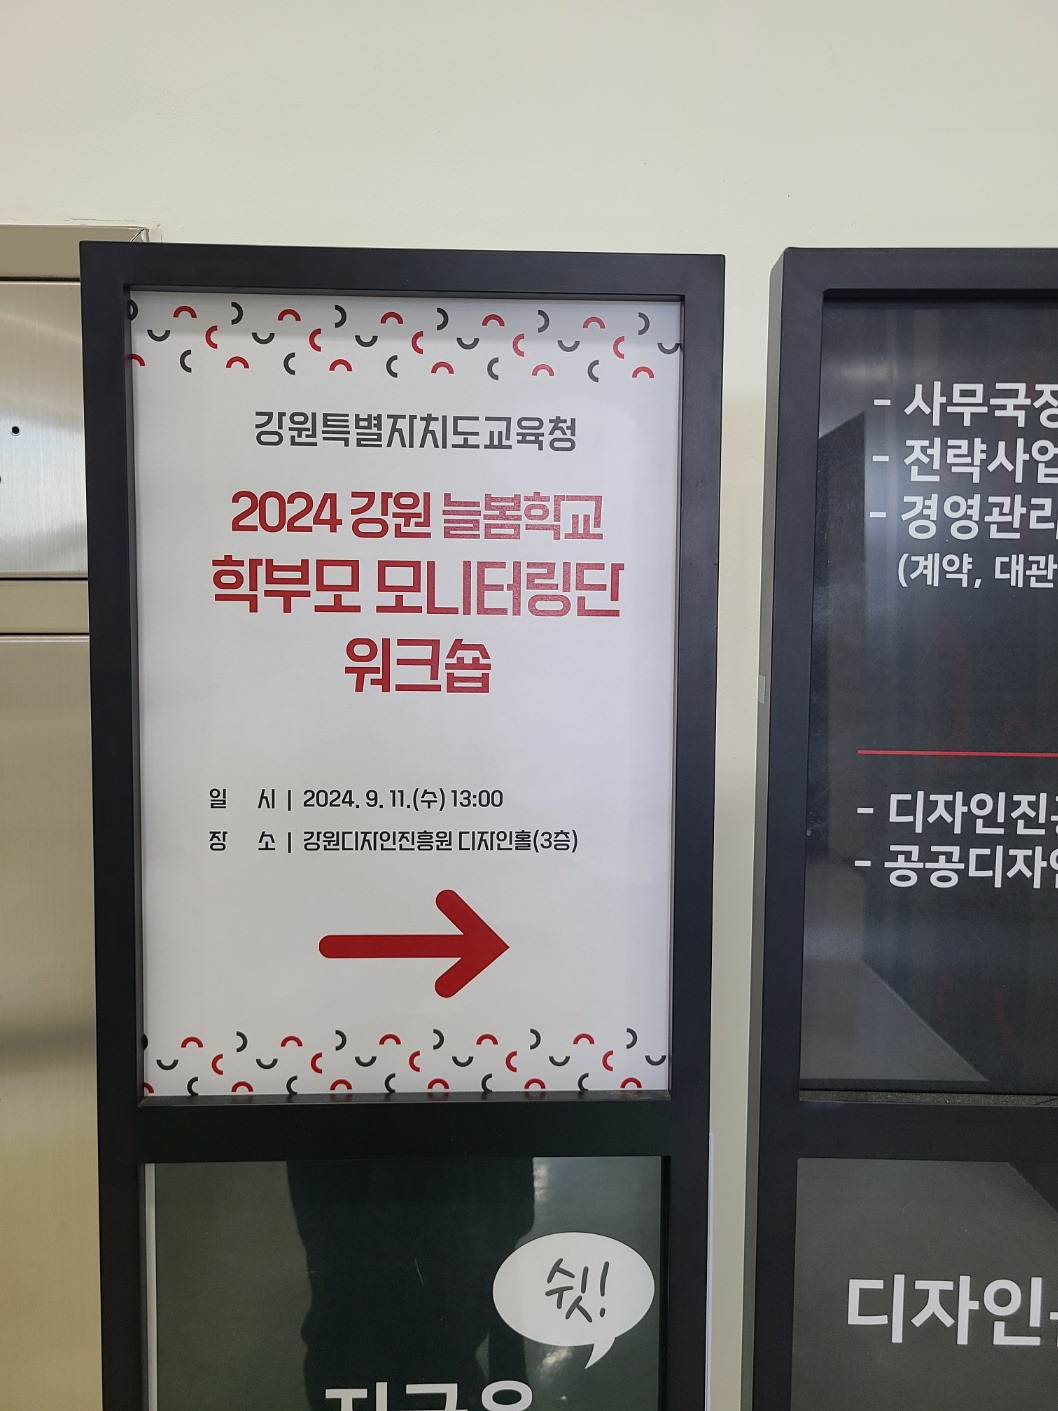 강원특별자치도교육청
2024 강원 늘봄학교
학부모 모니터링단
워크숍
일 시 | 2024. 9. 11.(수) 13:00
장 소 | 강원디자인진흥원 디자인홀(3층)
쉿!
지금은
- 사무국장
- 전략사업
- 경영관리
(계약, 대관
- 디자인진
- 공공디자인
디자인